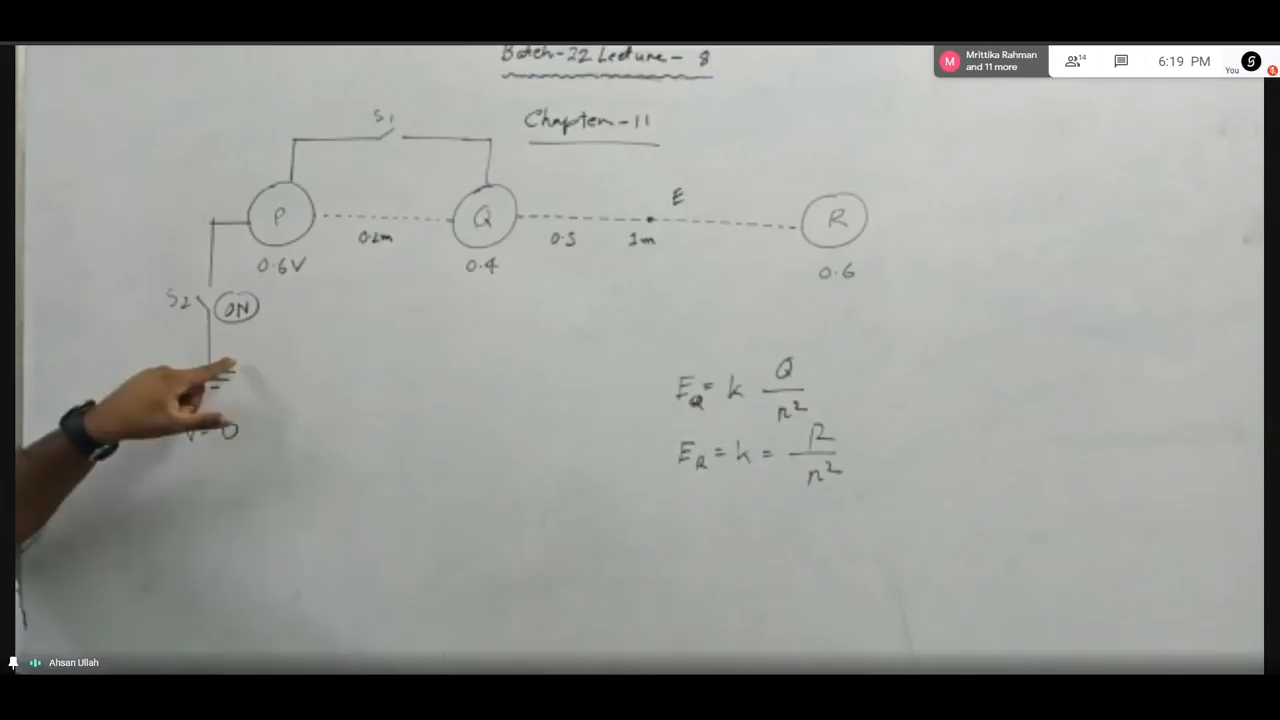 Batch-22 Lecture- 8
M Mrittika Rahman
and 11 more
14
6:19 PM
You
S1
Chapter-11
E
P
Q
R
0.2m
0.5
1m
0.6V
0.4
0.6
S2
ON
V= 0
EQ = k Q/r²
ER = k = R/r²
Ahsan Ullah